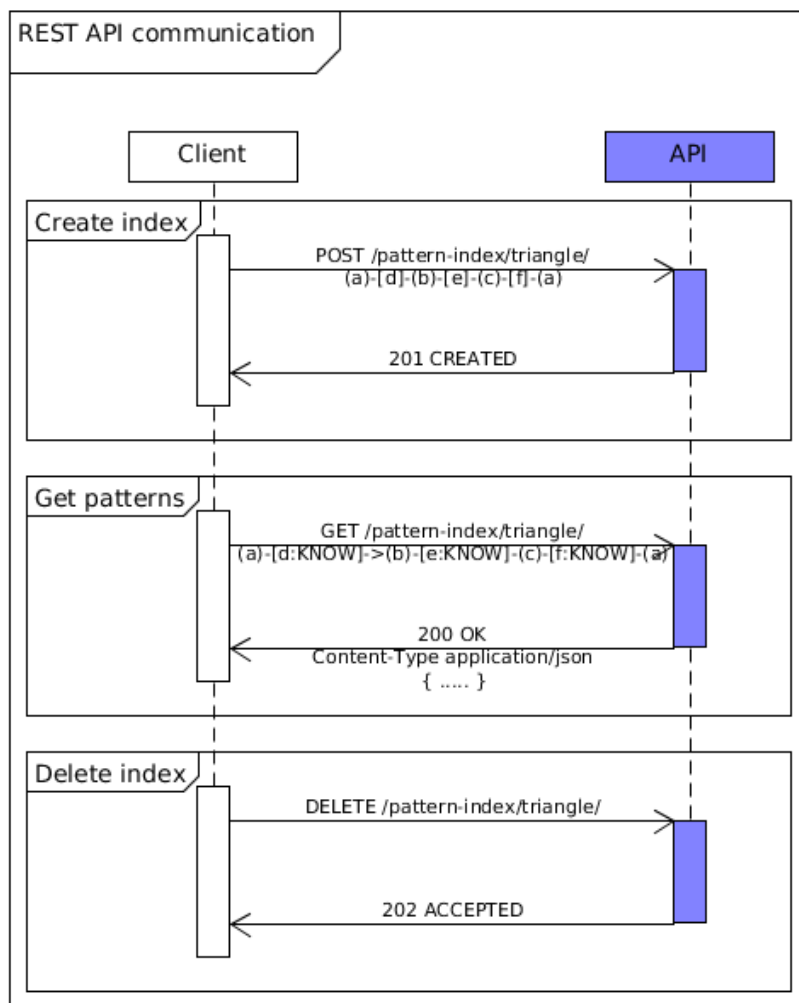 REST API communication
Client
API
Create index
POST /pattern-index/triangle/
(a)-[d]-(b)-[e]-(c)-[f]-(a)
201 CREATED
Get patterns
GET /pattern-index/triangle/
(a)-[d:KNOW]->(b)-[e:KNOW]-(c)-[f:KNOW]-(a)
200 OK
Content-Type application/json
{ ..... }
Delete index
DELETE /pattern-index/triangle/
202 ACCEPTED